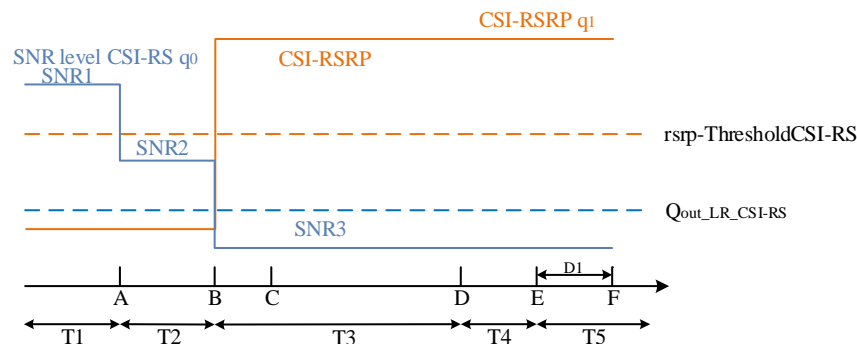 CSI-RSRP q1
SNR level CSI-RS q0
CSI-RSRP
SNR1
rsrp-ThresholdCSI-RS
SNR2
Qout_LR_CSI-RS
SNR3
D1
A B C D E F
T1 T2 T3 T4 T5